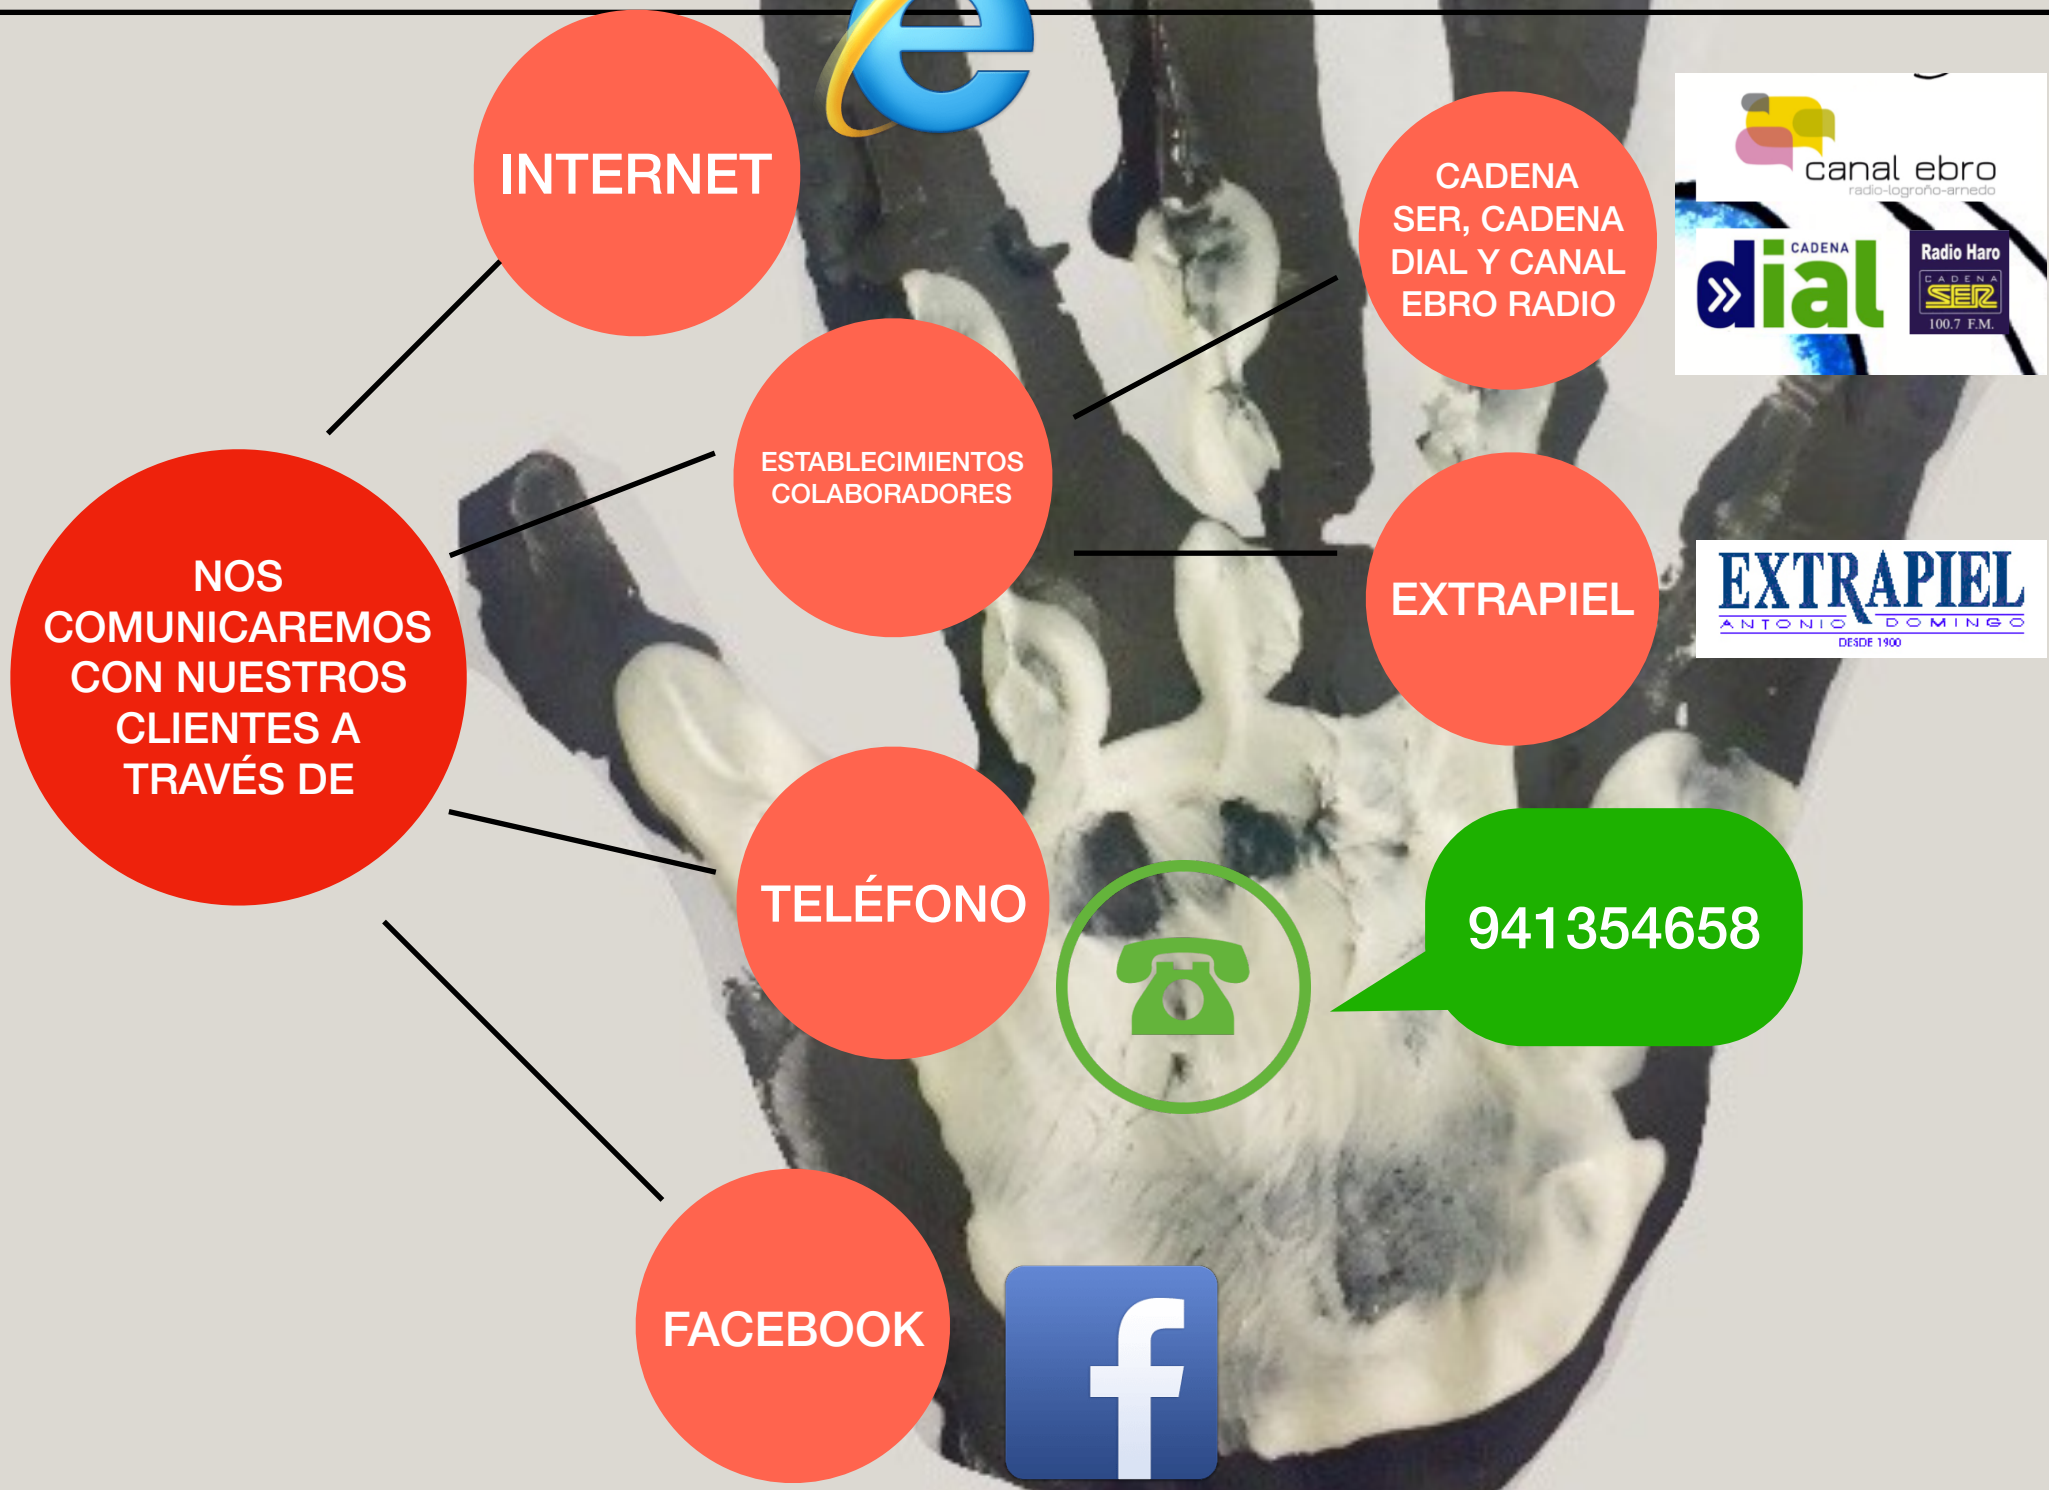 INTERNET
CADENA
SER, CADENA
DIAL Y CANAL
EBRO RADIO
canal ebro
radio-logroño-arnedo
CADENA
dial
Radio Haro
CADENA
SER
100.7 F.M.
ESTABLECIMIENTOS
COLABORADORES
EXTRAPIEL
EXTRAPIEL
ANTONIO DOMINGO
DESDE 1900
NOS
COMUNICAREMOS
CON NUESTROS
CLIENTES A
TRAVÉS DE
TELÉFONO
941354658
FACEBOOK